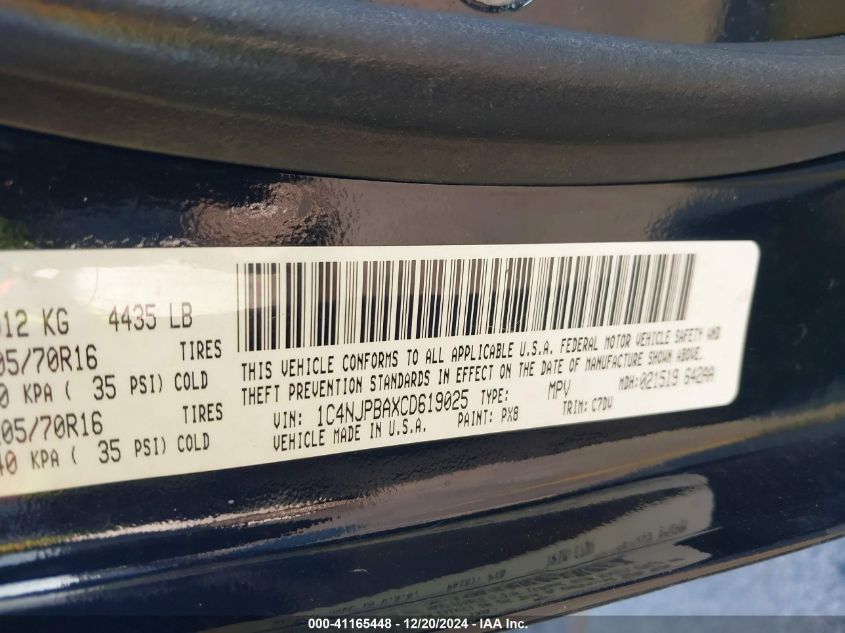 612 KG 4435 LB
05/70R16 TIRES
0 KPA ( 35 PSI) COLD
05/70R16 TIRES
40 KPA ( 35 PSI) COLD
THIS VEHICLE CONFORMS TO ALL APPLICABLE U.S.A. FEDERAL MOTOR VEHICLE SAFETY AND
THEFT PREVENTION STANDARDS IN EFFECT ON THE DATE OF MANUFACTURE SHOWN ABOVE.
VIN: 1C4NJPBAXCD619025 TYPE: MPV MDH:021519 642AA
VEHICLE MADE IN U.S.A. PAINT: PX8 TRIM: C7DV
000-41165448 - 12/20/2024 - IAA Inc.